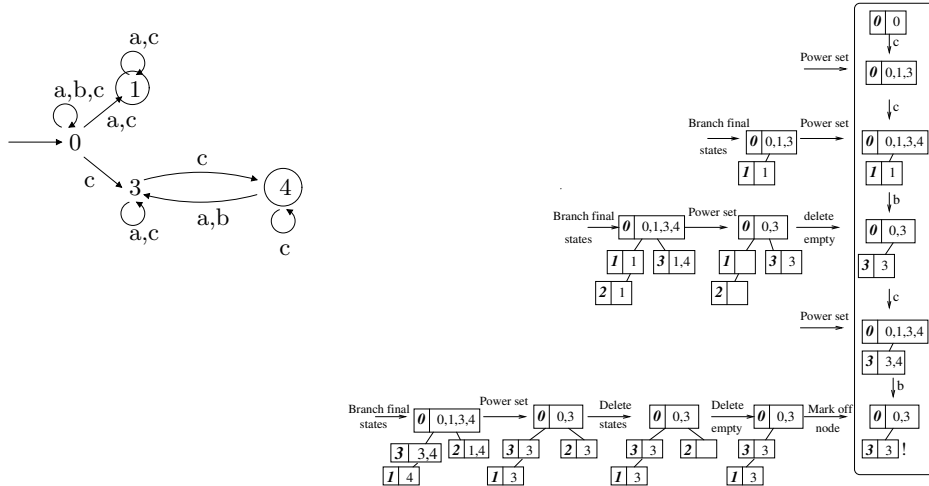 a,c
1
a,b,c
a,c
0
c
c
3
4
a,b
a,c
c
0 0
c
Power set
0 0,1,3
c
Branch final
states
0 0,1,3
1 1
Power set
0 0,1,3,4
1 1
b
Branch final
states
0 0,1,3,4
1 1
3 1,4
2 1
Power set
0 0,3
1
3 3
2
delete
empty
0 0,3
3 3
c
Power set
0 0,1,3,4
3 3,4
b
Branch final
states
0 0,1,3,4
3 3,4
2 1,4
1 4
Power set
0 0,3
3 3
2 3
1 3
Delete
states
0 0,3
3 3
2
1 3
Delete
empty
0 0,3
3 3
1 3
Mark off
node
0 0,3
3 3 !